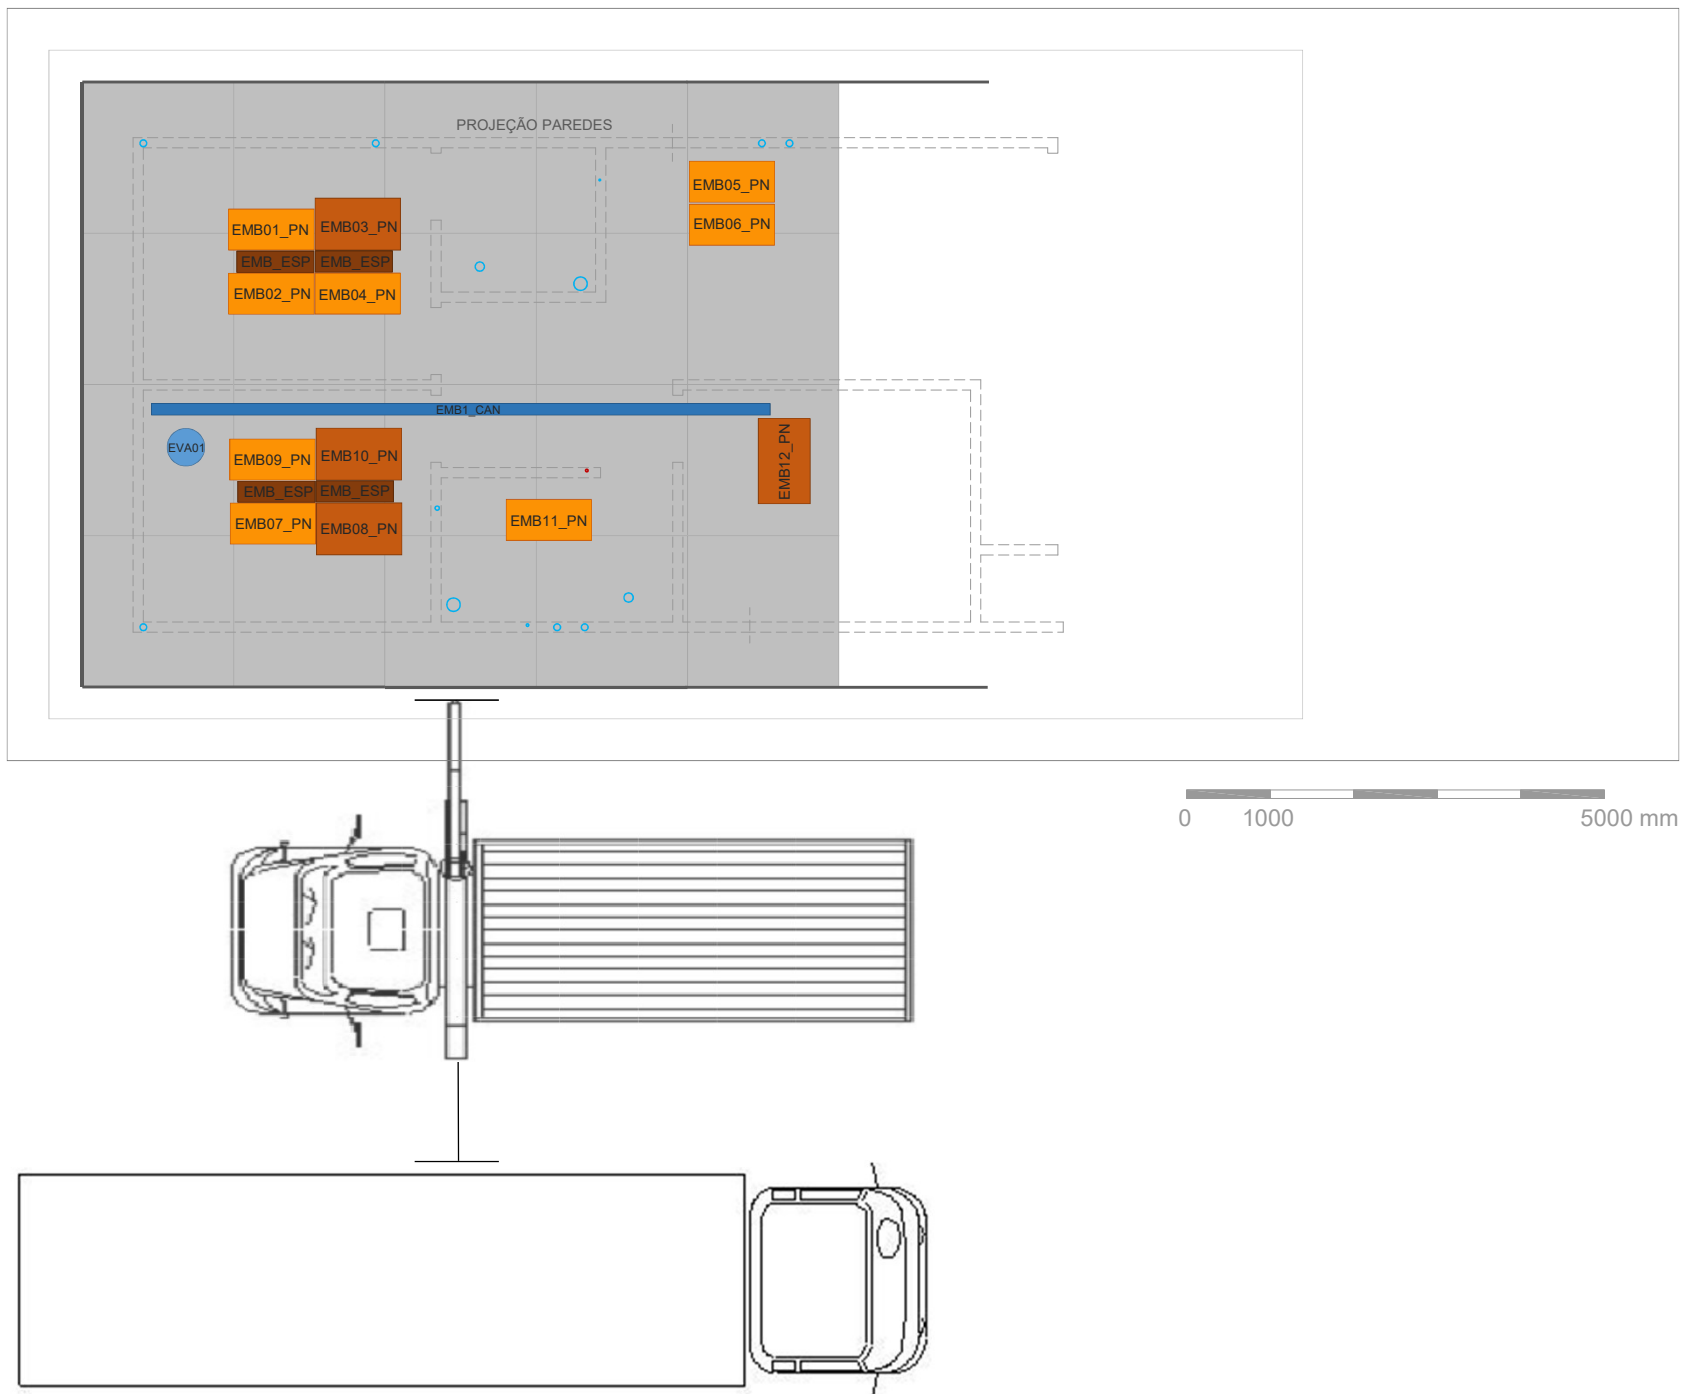 PROJEÇÃO PAREDES
EMB05_PN
EMB01_PN
EMB03_PN
EMB06_PN
EMB_ESP
EMB_ESP
EMB02_PN
EMB04_PN
EMB1_CAN
EVA01
EMB09_PN
EMB10_PN
EMB12_PN
EMB_ESP
EMB_ESP
EMB07_PN
EMB08_PN
EMB11_PN
0 1000 5000 mm